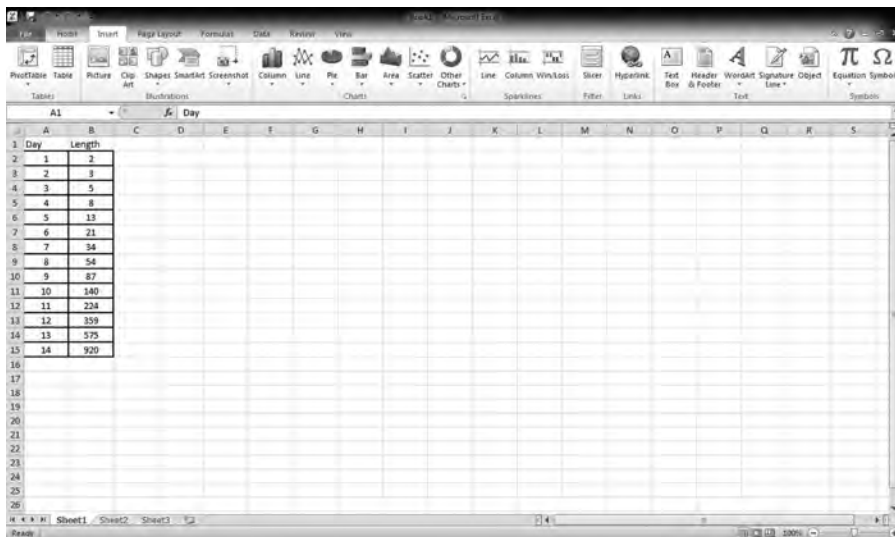 Book1 - Microsoft Excel
File Home Insert Page Layout Formulas Data Review View
PivotTable Table Picture Clip Art Shapes SmartArt Screenshot Column Line Pie Bar Area Scatter Other Charts Line Column Win/Loss Slicer Hyperlink Text Box Header & Footer WordArt Signature Line Object Equation Symbol
Tables Illustrations Charts Sparklines Filter Links Text Symbols
A1 fx Day
A B C D E F G H I J K L M N O P Q R S
1 Day Length
2 1 2
3 2 3
4 3 5
5 4 8
6 5 13
7 6 21
8 7 34
9 8 54
10 9 87
11 10 140
12 11 224
13 12 359
14 13 575
15 14 920
16
17
18
19
20
21
22
23
24
25
26
Sheet1 Sheet2 Sheet3
Ready 100%